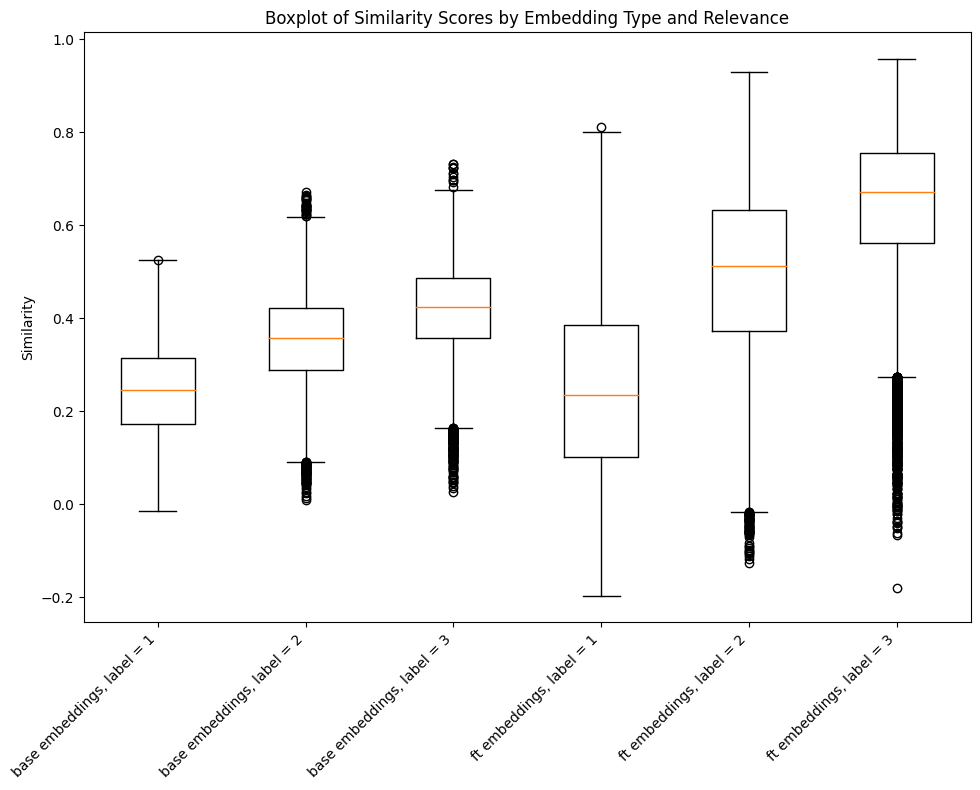 Boxplot of Similarity Scores by Embedding Type and Relevance
Similarity
1.0
0.8
0.6
0.4
0.2
0.0
−0.2
base embeddings, label = 1
base embeddings, label = 2
base embeddings, label = 3
ft embeddings, label = 1
ft embeddings, label = 2
ft embeddings, label = 3